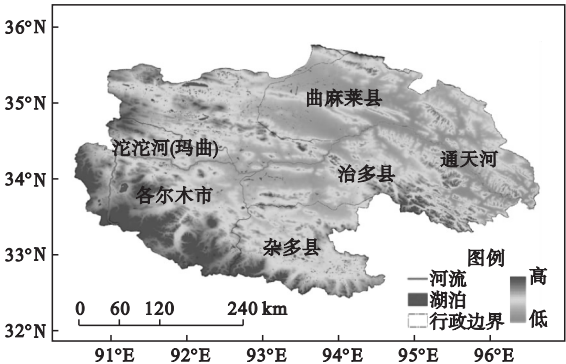 36°N
35°N
34°N
33°N
32°N
曲麻莱县
沱沱河(玛曲)
通天河
治多县
各尔木市
杂多县
图例
河流
湖泊
行政边界
高
低
0 60 120 240 km
91°E 92°E 93°E 94°E 95°E 96°E